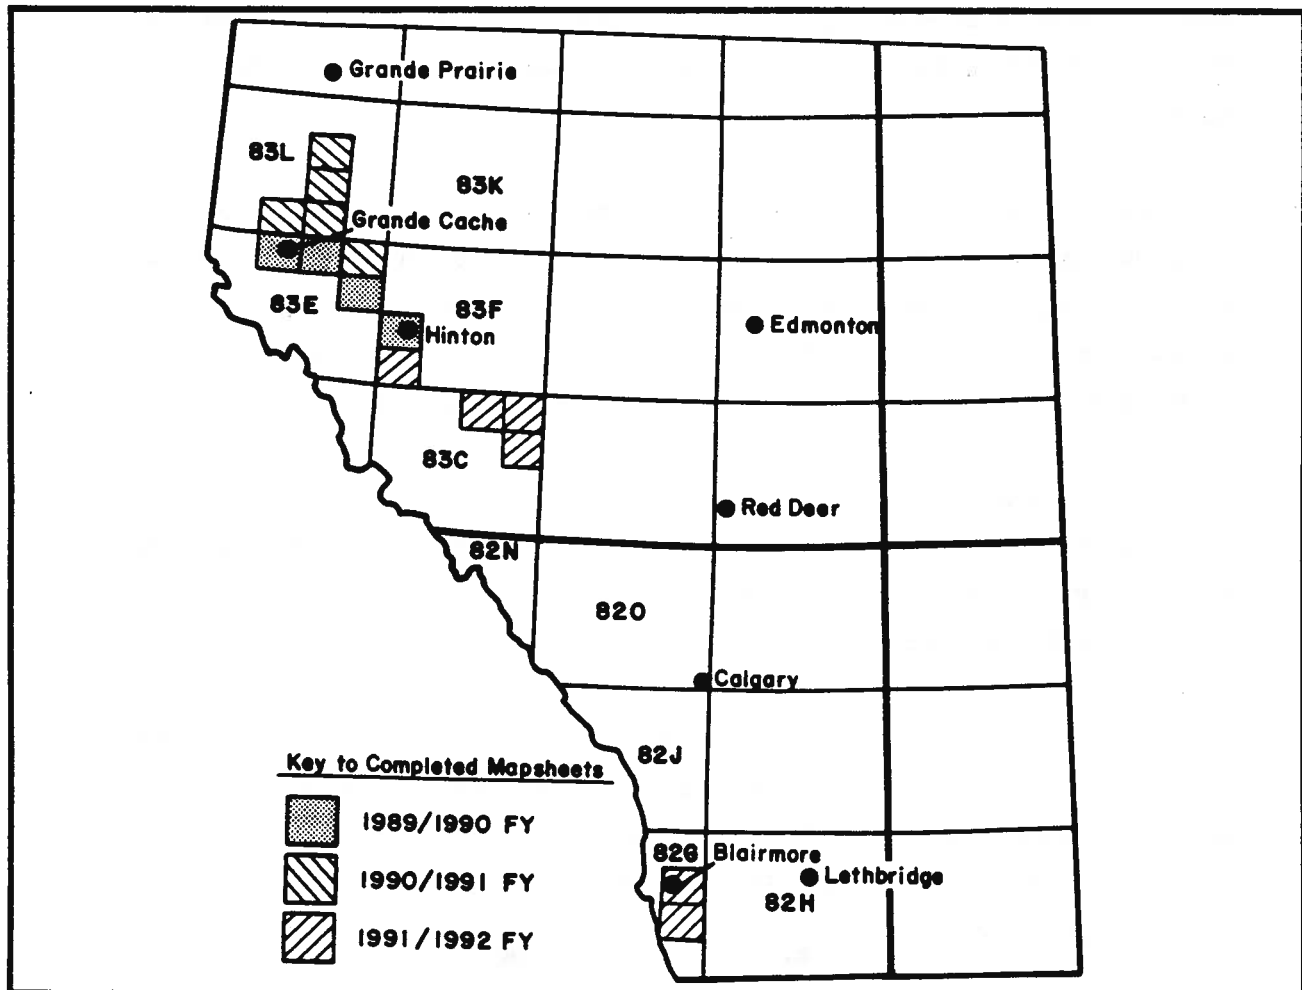 Grande Prairie
83L
83K
Grande Cache
83E
83F
Hinton
Edmonton
83C
Red Deer
82N
82O
Calgary
82J
Key to Completed Mapsheets
1989/1990 FY
1990/1991 FY
1991/1992 FY
82G
Blairmore
Lethbridge
82H